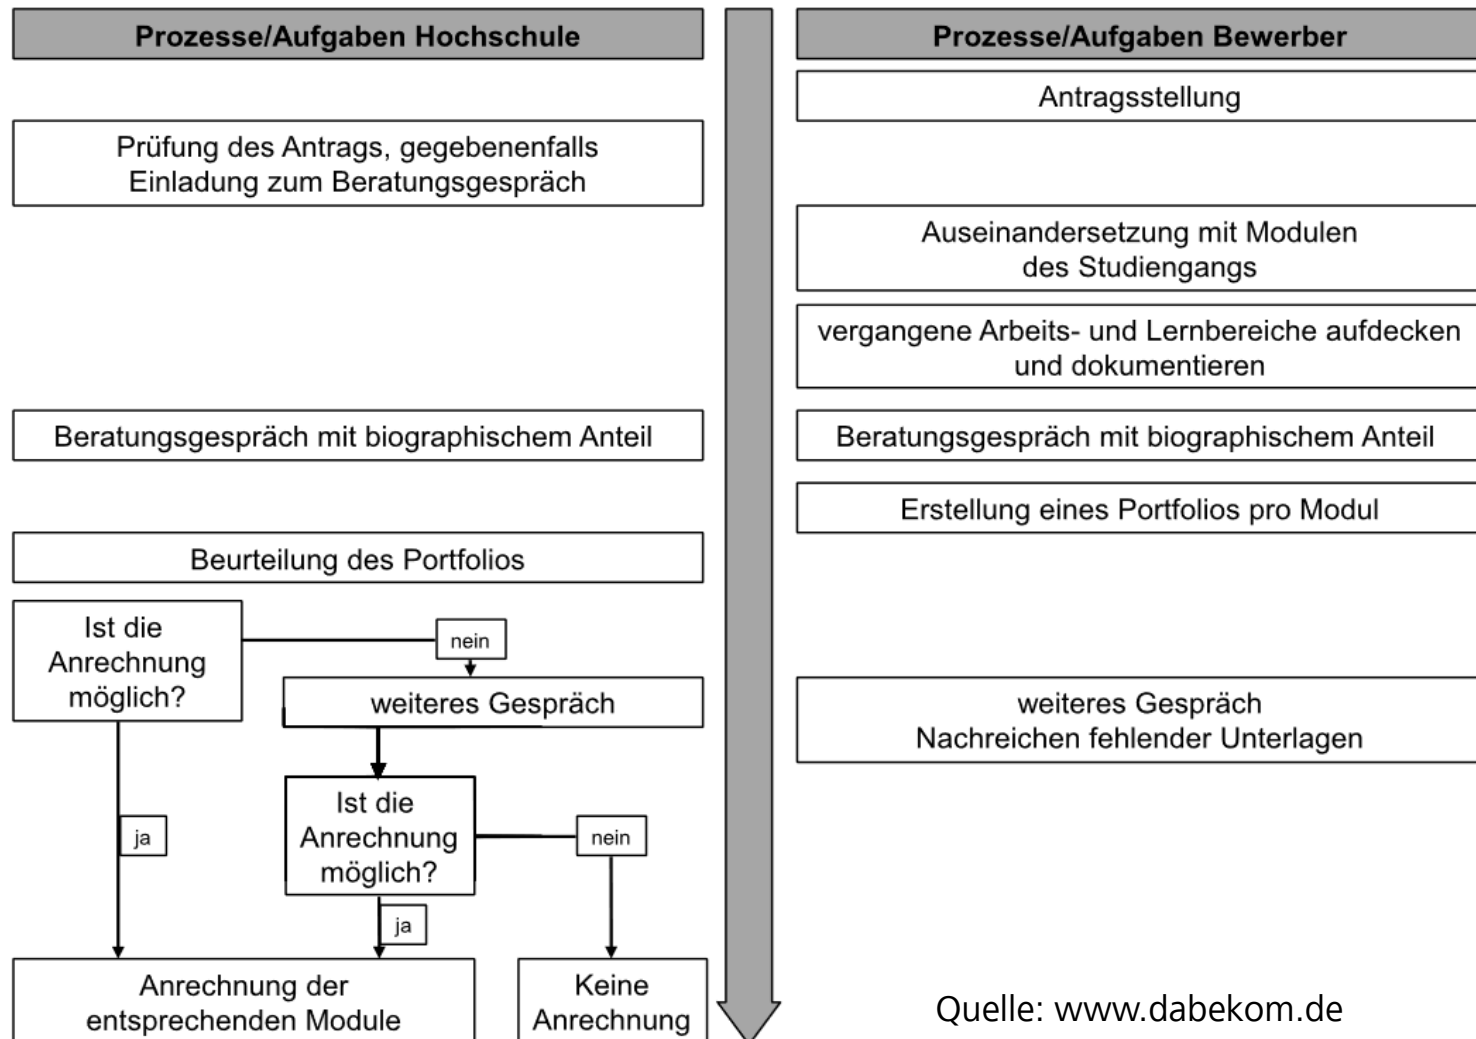 Prozesse/Aufgaben Hochschule
Prozesse/Aufgaben Bewerber
Antragsstellung
Prüfung des Antrags, gegebenenfalls
Einladung zum Beratungsgespräch
Auseinandersetzung mit Modulen
des Studiengangs
vergangene Arbeits- und Lernbereiche aufdecken
und dokumentieren
Beratungsgespräch mit biographischem Anteil
Beratungsgespräch mit biographischem Anteil
Erstellung eines Portfolios pro Modul
Beurteilung des Portfolios
Ist die
Anrechnung
möglich?
nein
weiteres Gespräch
weiteres Gespräch
Nachreichen fehlender Unterlagen
ja
Ist die
Anrechnung
möglich?
nein
ja
Anrechnung der
entsprechenden Module
Keine
Anrechnung
Quelle: www.dabekom.de